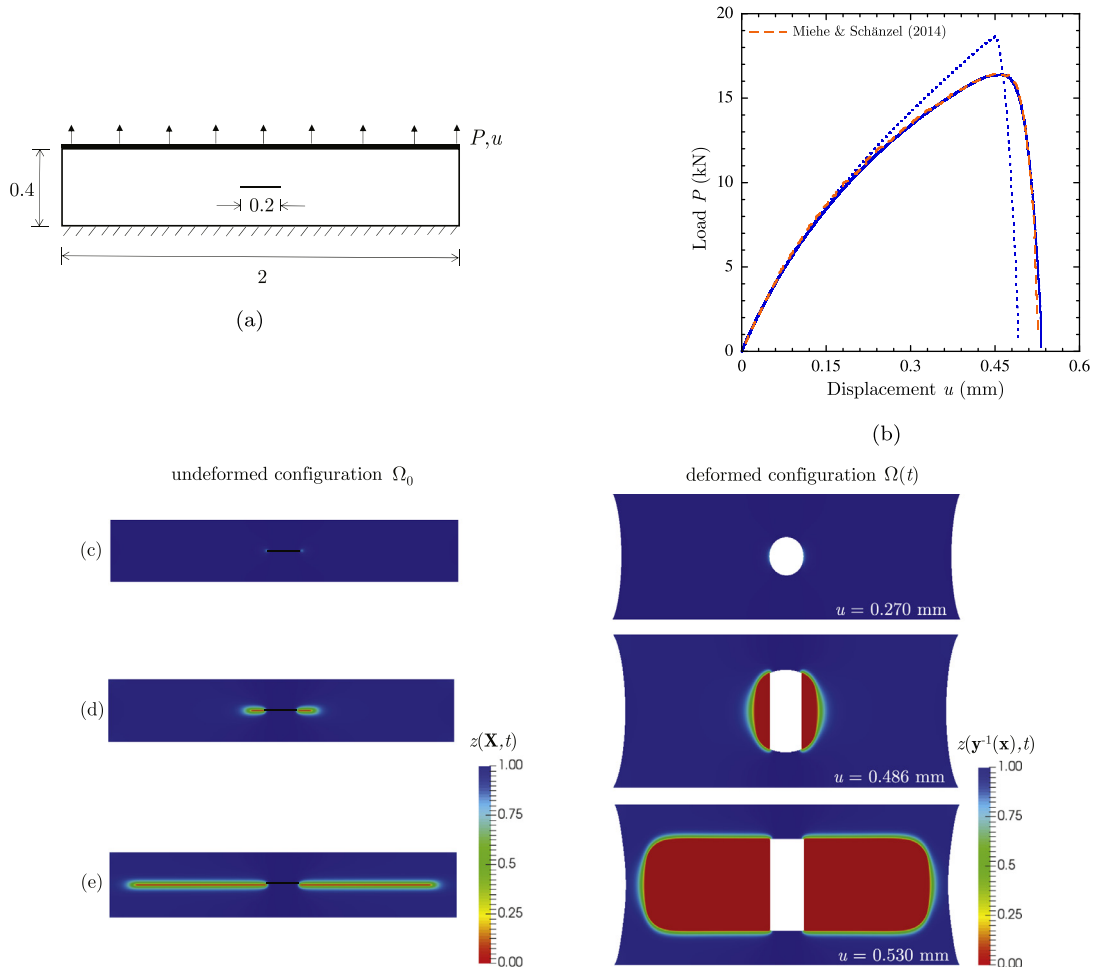 P,u
0.4
0.2
2
(a)
20
15
10
5
0
Load P (kN)
Miehe & Schänzel (2014)
0
0.15
0.3
0.45
0.6
Displacement u (mm)
(b)
undeformed configuration Ω₀
deformed configuration Ω(t)
(c)
u = 0.270 mm
(d)
u = 0.486 mm
z(X,t)
1.00
0.75
0.5
0.25
0.00
z(y⁻¹(x),t)
1.00
0.75
0.5
0.25
0.00
(e)
u = 0.530 mm